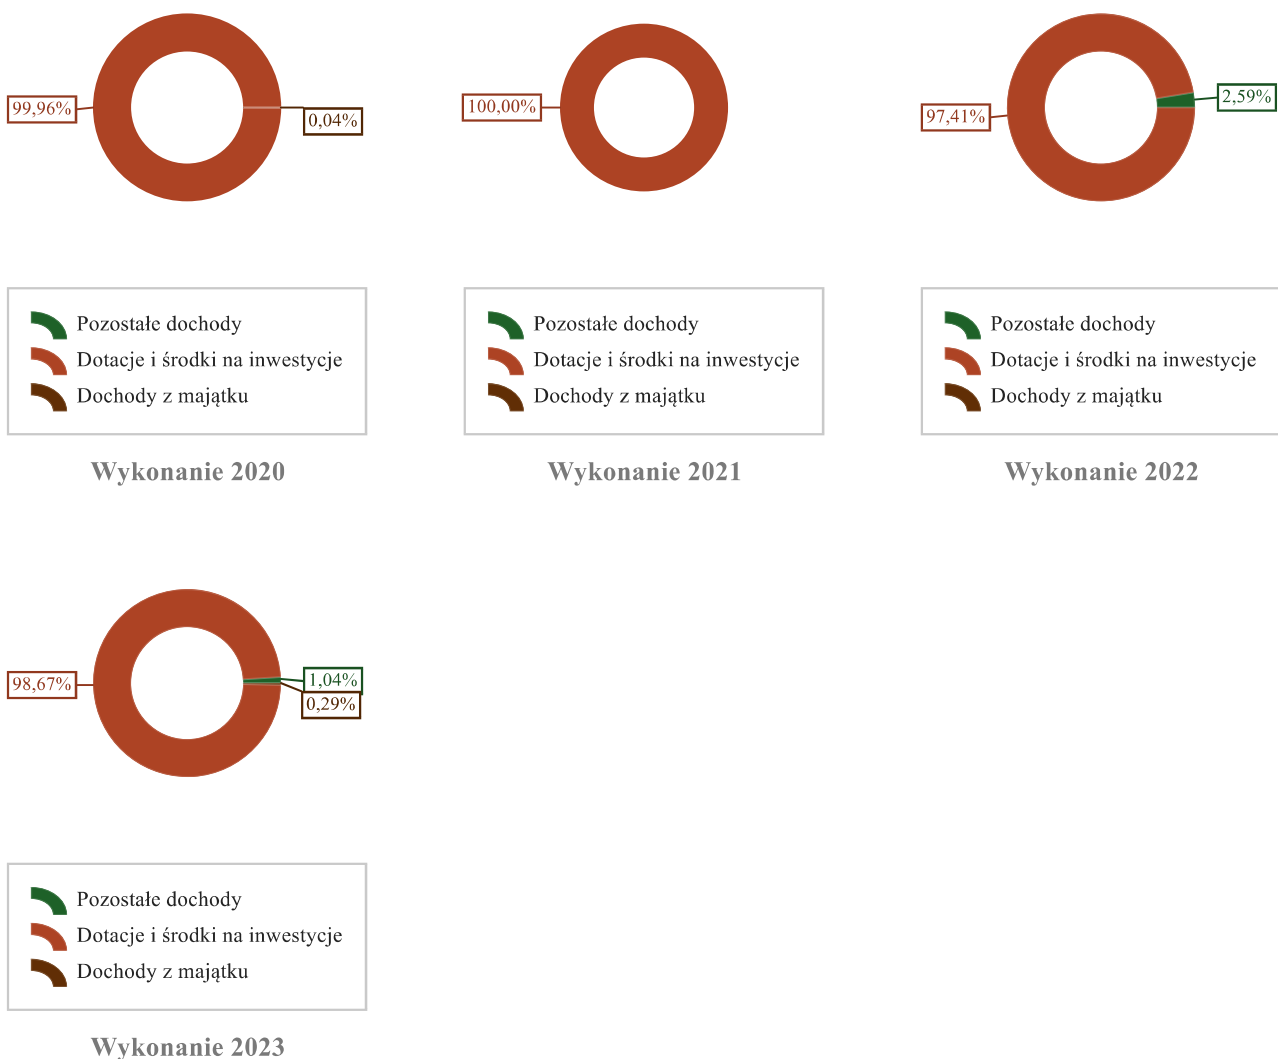 99,96%
0,04%
Pozostałe dochody
Dotacje i środki na inwestycje
Dochody z majątku
Wykonanie 2020
100,00%
Pozostałe dochody
Dotacje i środki na inwestycje
Dochody z majątku
Wykonanie 2021
97,41%
2,59%
Pozostałe dochody
Dotacje i środki na inwestycje
Dochody z majątku
Wykonanie 2022
98,67%
1,04%
0,29%
Pozostałe dochody
Dotacje i środki na inwestycje
Dochody z majątku
Wykonanie 2023